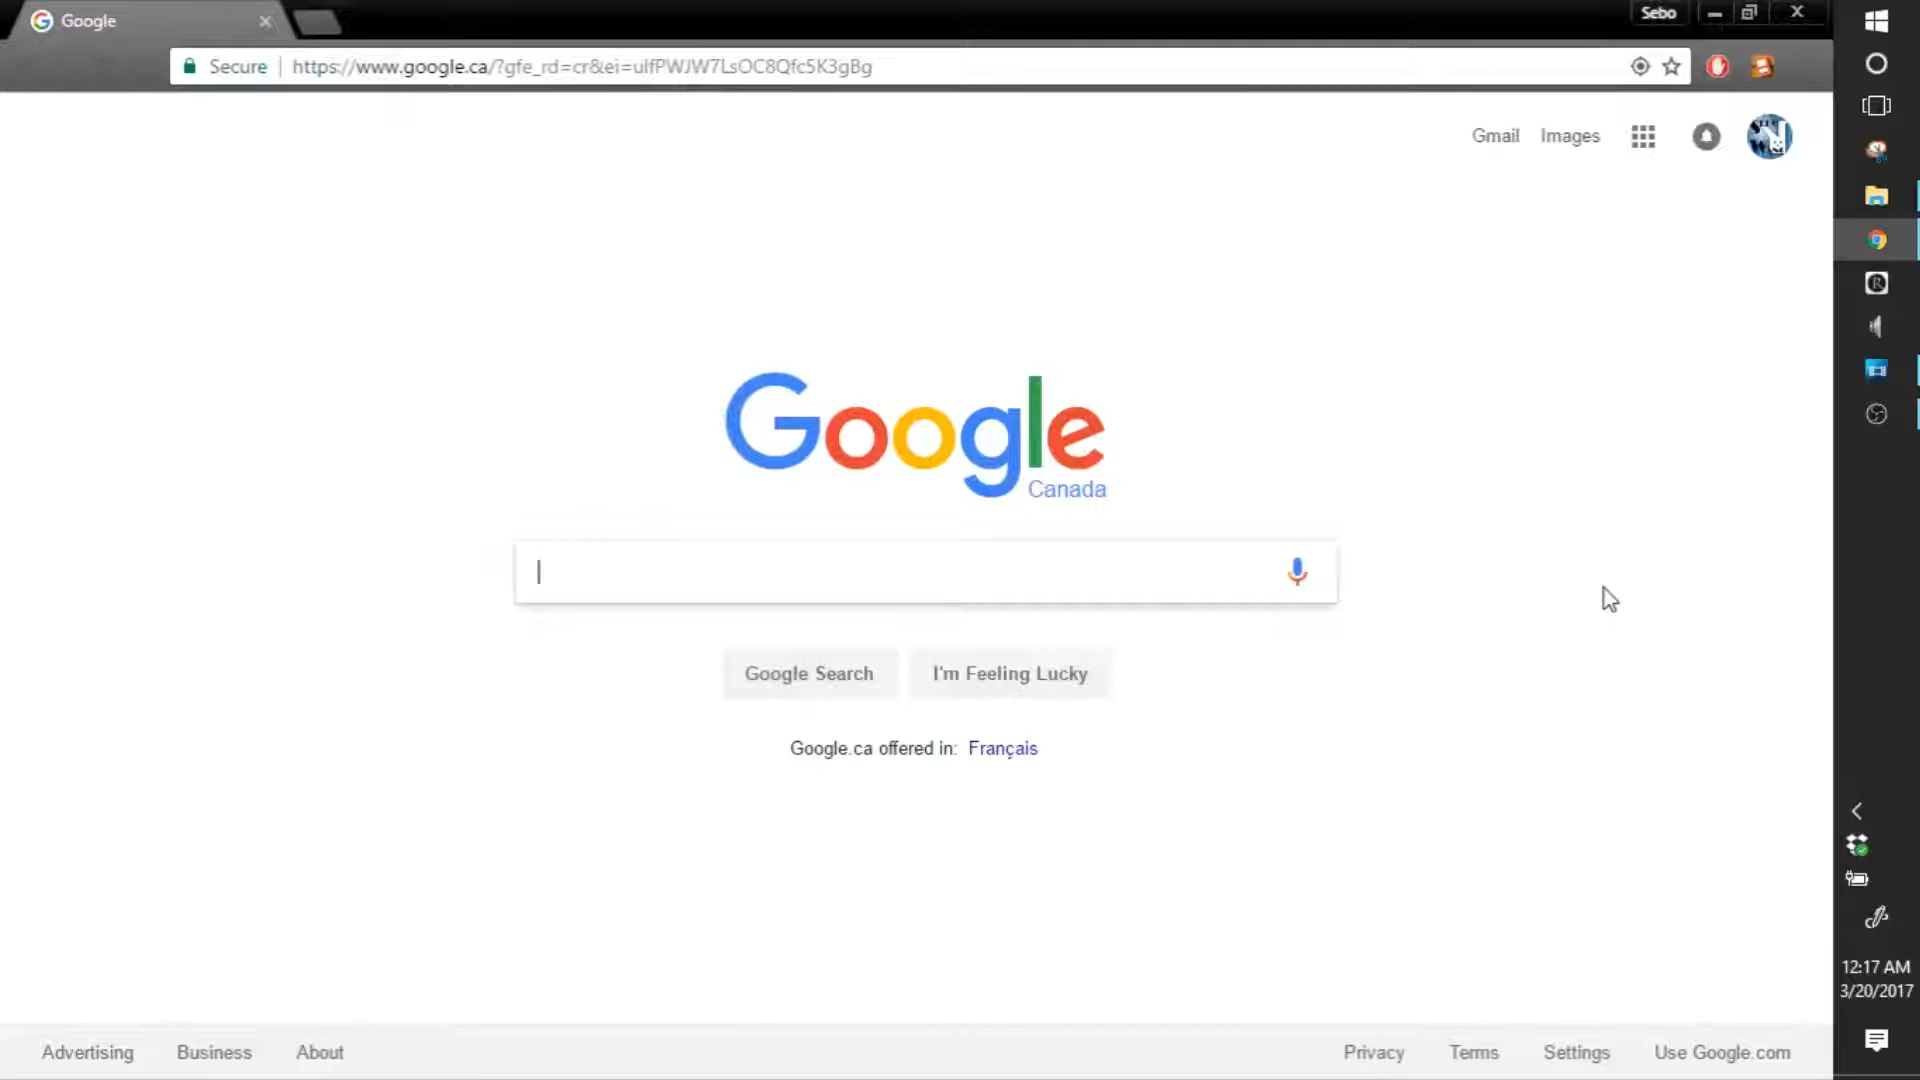 Google
Sebo
Secure
https://www.google.ca/?gfe_rd=cr&ei=ulfPWJW7LsOC8Qfc5K3gBg
Gmail Images
Google
Canada
Google Search I'm Feeling Lucky
Google.ca offered in: Français
12:17 AM
3/20/2017
Advertising Business About Privacy Terms Settings Use Google.com